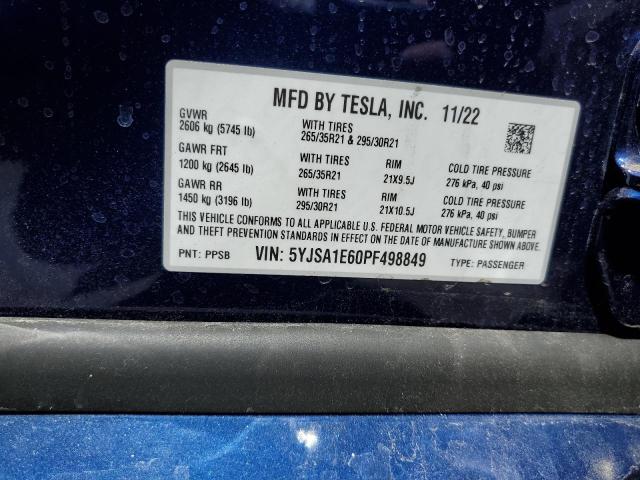 MFD BY TESLA, INC. 11/22
GVWR
2606 kg (5745 lb)
WITH TIRES
265/35R21 & 295/30R21
GAWR FRT
1200 kg (2645 lb)
WITH TIRES
265/35R21
RIM
21X9.5J
COLD TIRE PRESSURE
276 kPa, 40 psi
GAWR RR
1450 kg (3196 lb)
WITH TIRES
295/30R21
RIM
21X10.5J
COLD TIRE PRESSURE
276 kPa, 40 psi
THIS VEHICLE CONFORMS TO ALL APPLICABLE U.S. FEDERAL MOTOR VEHICLE SAFETY, BUMPER
AND THEFT PREVENTION STANDARDS IN EFFECT ON THE DATE OF MANUFACTURE SHOWN ABOVE.
PNT: PPSB VIN: 5YJSA1E60PF498849 TYPE: PASSENGER